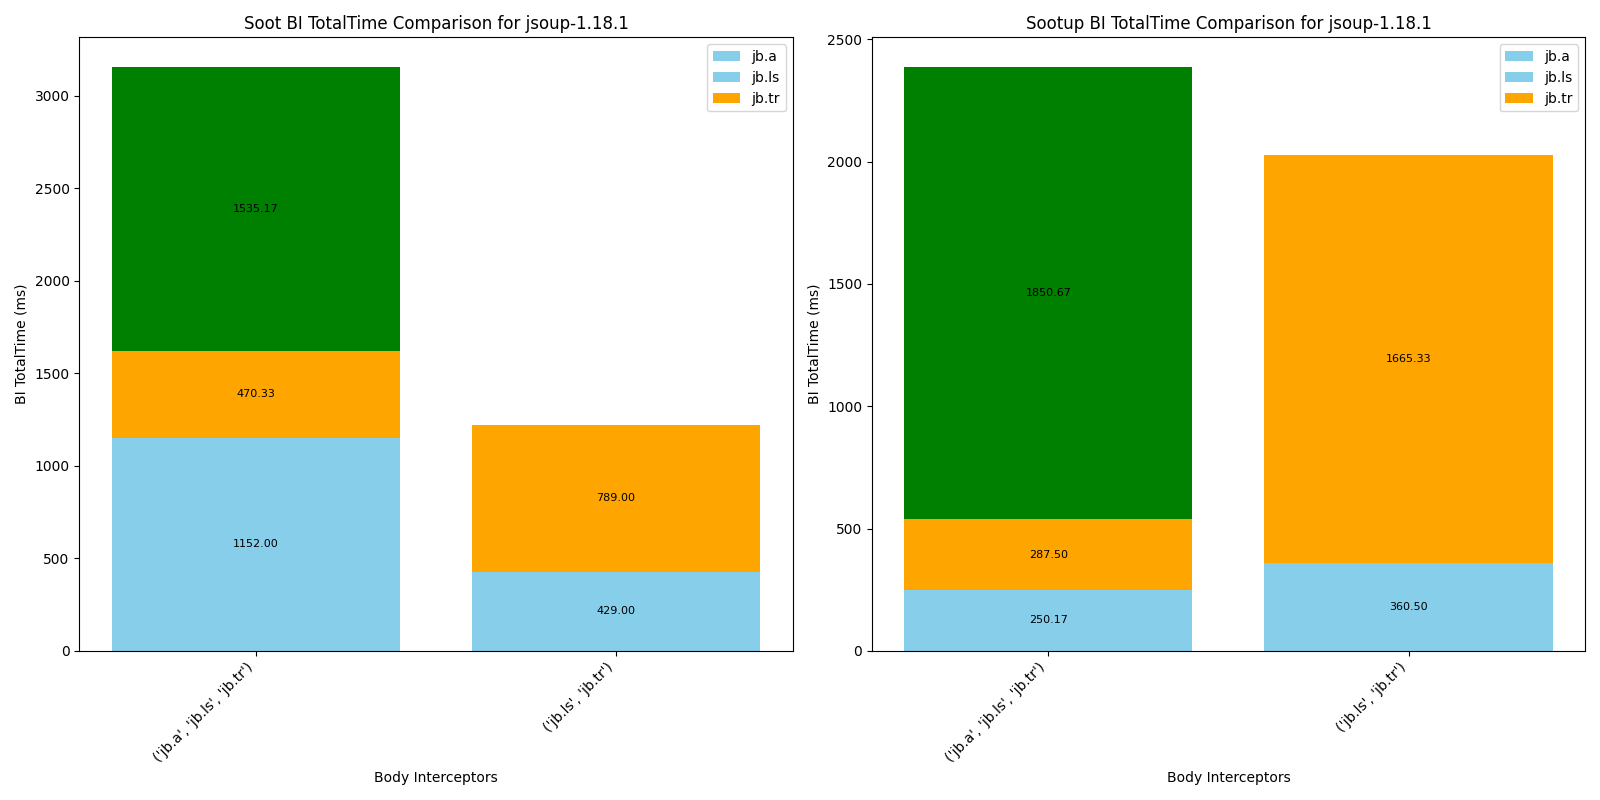 Soot BI TotalTime Comparison for jsoup-1.18.1
jb.a
jb.ls
jb.tr
3000
2500
2000
1500
1000
500
0
BI TotalTime (ms)
1535.17
470.33
1152.00
789.00
429.00
('jb.a', 'jb.ls', 'jb.tr')
('jb.ls', 'jb.tr')
Body Interceptors
Sootup BI TotalTime Comparison for jsoup-1.18.1
jb.a
jb.ls
jb.tr
2500
2000
1500
1000
500
0
BI TotalTime (ms)
1850.67
287.50
250.17
1665.33
360.50
('jb.a', 'jb.ls', 'jb.tr')
('jb.ls', 'jb.tr')
Body Interceptors